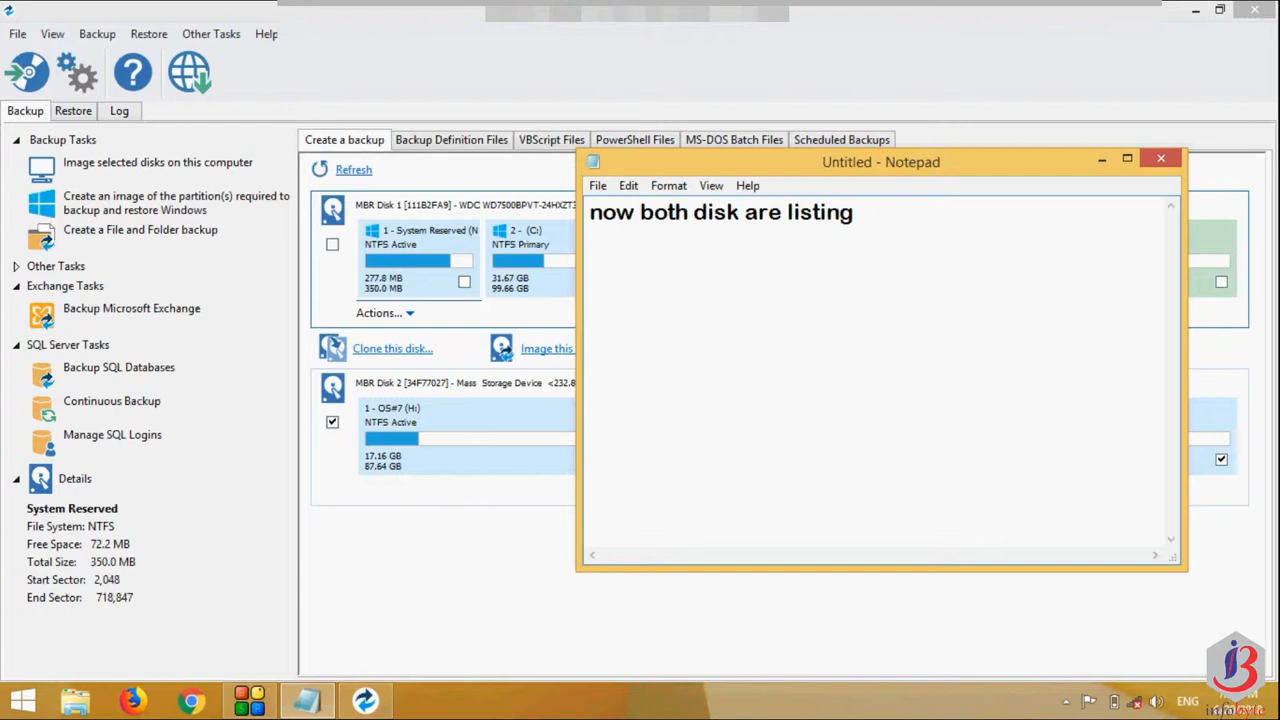 File View Backup Restore Other Tasks Help
Backup Restore Log
Backup Tasks
Image selected disks on this computer
Create an image of the partition(s) required to
backup and restore Windows
Create a File and Folder backup
Other Tasks
Exchange Tasks
Backup Microsoft Exchange
SQL Server Tasks
Backup SQL Databases
Continuous Backup
Manage SQL Logins
Details
System Reserved
File System: NTFS
Free Space: 72.2 MB
Total Size: 350.0 MB
Start Sector: 2,048
End Sector: 718,847
Create a backup Backup Definition Files VBScript Files PowerShell Files MS-DOS Batch Files Scheduled Backups
Refresh
MBR Disk 1 [111B2FA9] - WDC WD7500BPVT-24HXZT3
1 - System Reserved (N
NTFS Active
277.8 MB
350.0 MB
2 - (C:)
NTFS Primary
31.67 GB
99.66 GB
Actions...
Clone this disk... Image this
MBR Disk 2 [34F77027] - Mass Storage Device <232.8
1 - OS#7 (H:)
NTFS Active
17.16 GB
87.64 GB
Untitled - Notepad
File Edit Format View Help
now both disk are listing
ENG